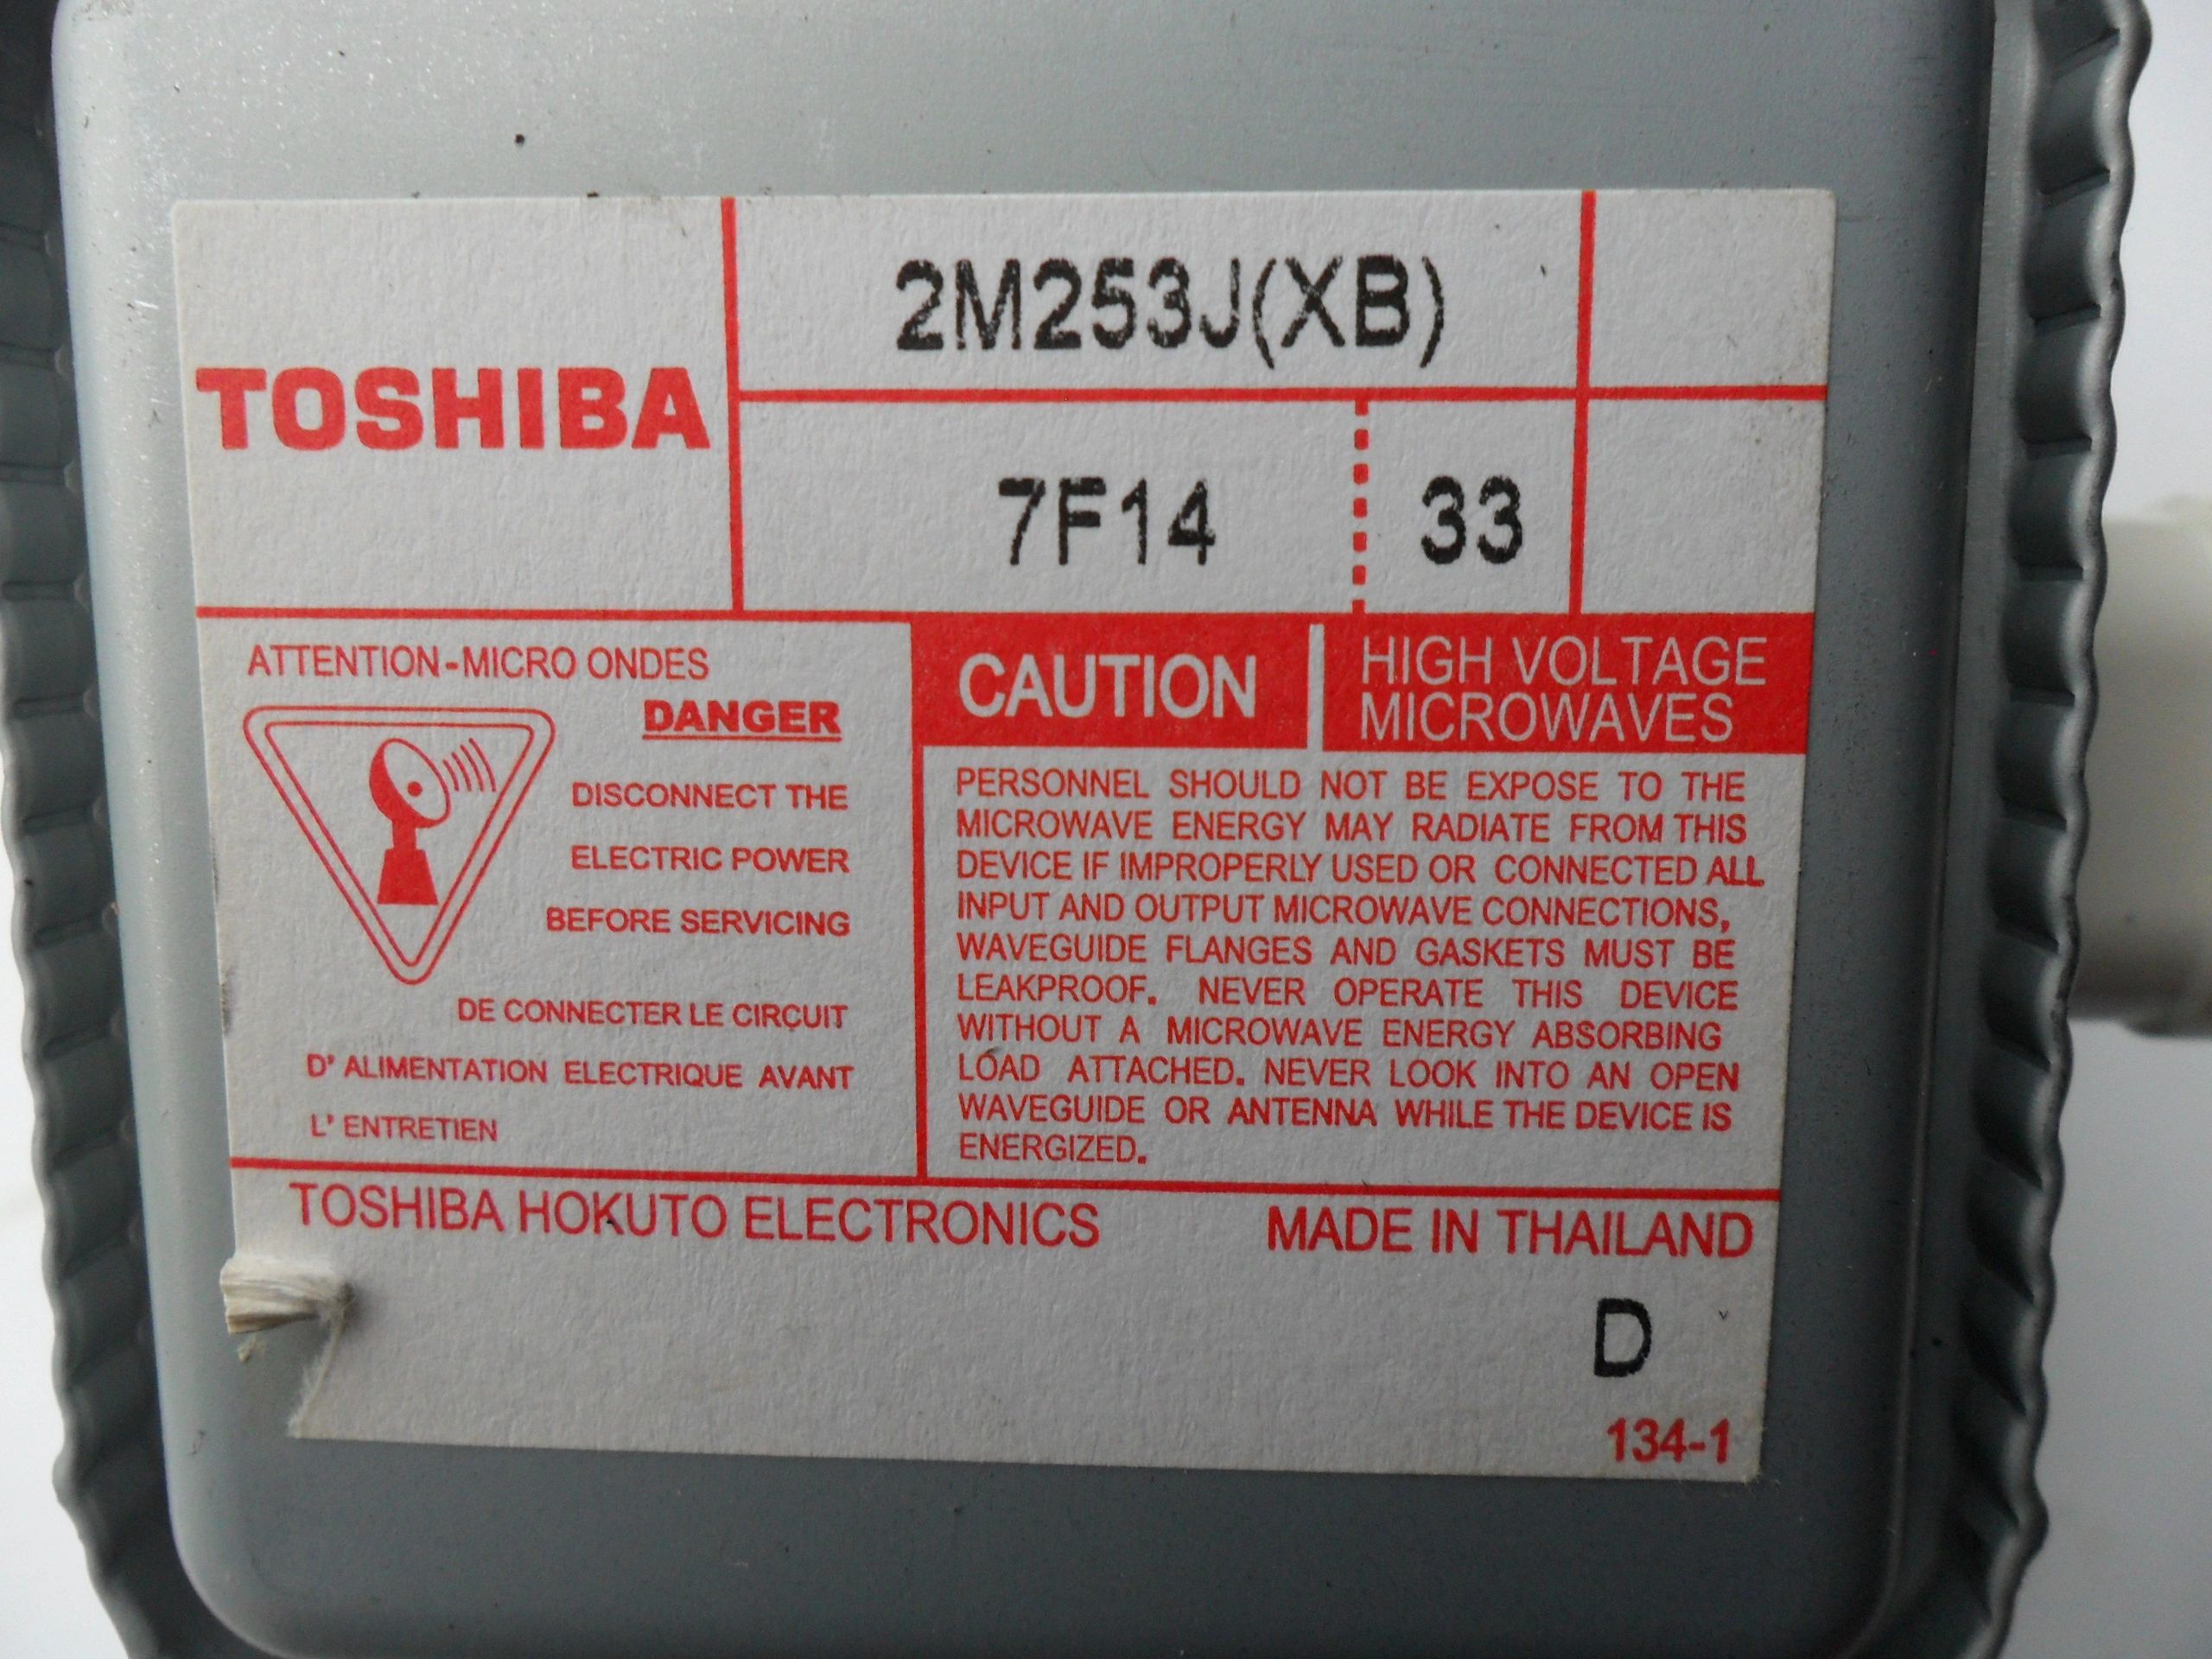 2M253J(XB)
TOSHIBA
7F14 33
ATTENTION-MICRO ONDES
DANGER
DISCONNECT THE
ELECTRIC POWER
BEFORE SERVICING
DE CONNECTER LE CIRCUIT
D' ALIMENTATION ELECTRIQUE AVANT
L' ENTRETIEN
CAUTION
HIGH VOLTAGE
MICROWAVES
PERSONNEL SHOULD NOT BE EXPOSE TO THE
MICROWAVE ENERGY MAY RADIATE FROM THIS
DEVICE IF IMPROPERLY USED OR CONNECTED ALL
INPUT AND OUTPUT MICROWAVE CONNECTIONS,
WAVEGUIDE FLANGES AND GASKETS MUST BE
LEAKPROOF. NEVER OPERATE THIS DEVICE
WITHOUT A MICROWAVE ENERGY ABSORBING
LOAD ATTACHED. NEVER LOOK INTO AN OPEN
WAVEGUIDE OR ANTENNA WHILE THE DEVICE IS
ENERGIZED.
TOSHIBA HOKUTO ELECTRONICS MADE IN THAILAND
D
134-1